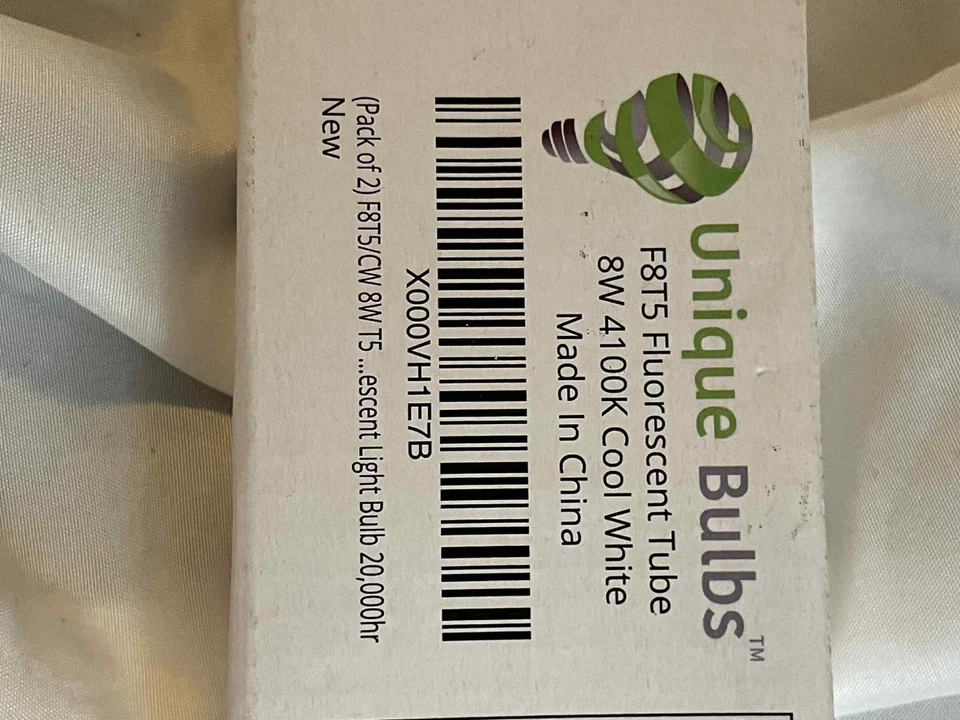 Unique Bulbs™
F8T5 Fluorescent Tube
8W 4100K Cool White
Made In China
X000VH1E7B
(Pack of 2) F8T5/CW 8W T5 ...escent Light Bulb 20,000hr
New